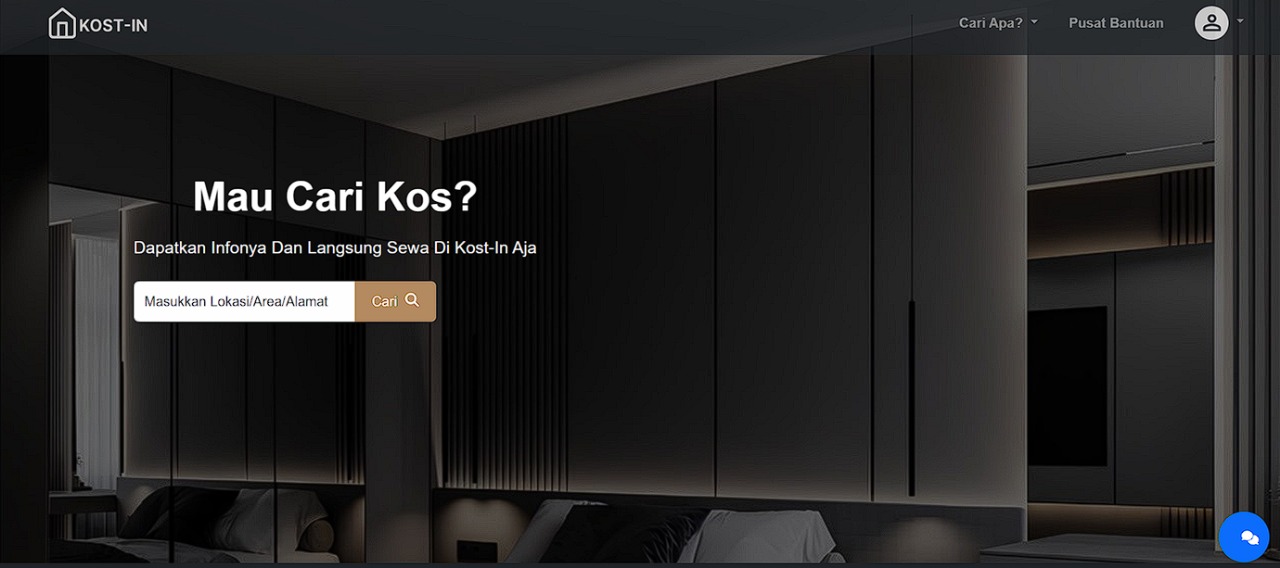 KOST-IN
Cari Apa?
Pusat Bantuan
Mau Cari Kos?
Dapatkan Infonya Dan Langsung Sewa Di Kost-In Aja
Masukkan Lokasi/Area/Alamat
Cari